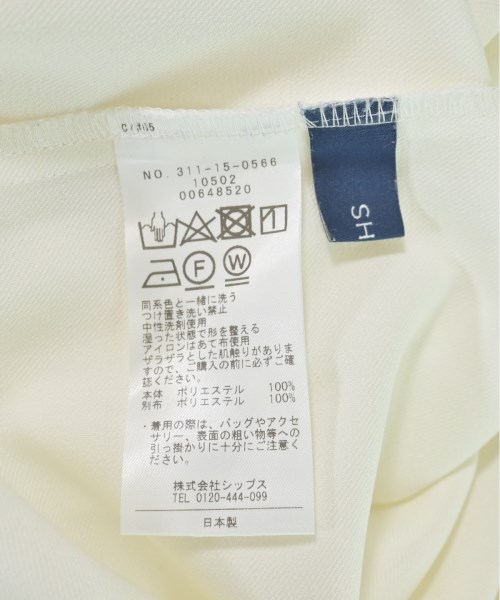 C/ポ05
NO. 311-15-0566
10502
00648520
F W
同系色と一緒に洗う
つけ置き洗い禁止
中性洗剤使用
湿った状態で形を整える
アイロンはあて布使用
ザラザラとした肌触りがありま
すので、ご購入の前に必ずご確
認ください。
本体 ポリエステル 100%
別布 ポリエステル 100%
・着用の際は、バッグやアクセ
サリー、表面の粗い物等への
引っ掛かりに十分にご注意くだ
さい。
株式会社シップス
TEL 0120-444-099
日本製
SH